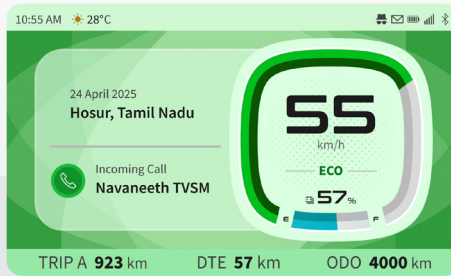 10:55 AM 28°C
24 April 2025
Hosur, Tamil Nadu
Incoming Call
Navaneeth TVSM
55
km/h
ECO
57%
E F
TRIP A 923 km DTE 57 km ODO 4000 km